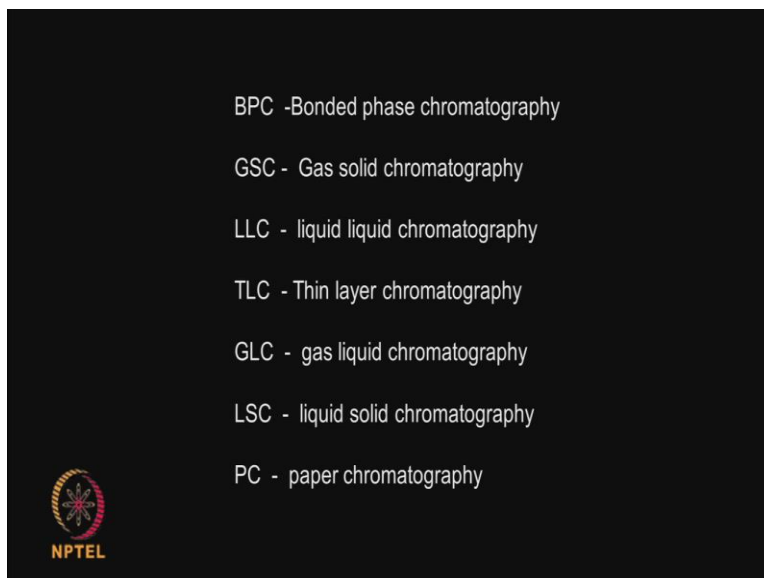 BPC -Bonded phase chromatography
GSC - Gas solid chromatography
LLC - liquid liquid chromatography
TLC - Thin layer chromatography
GLC - gas liquid chromatography
LSC - liquid solid chromatography
PC - paper chromatography
NPTEL